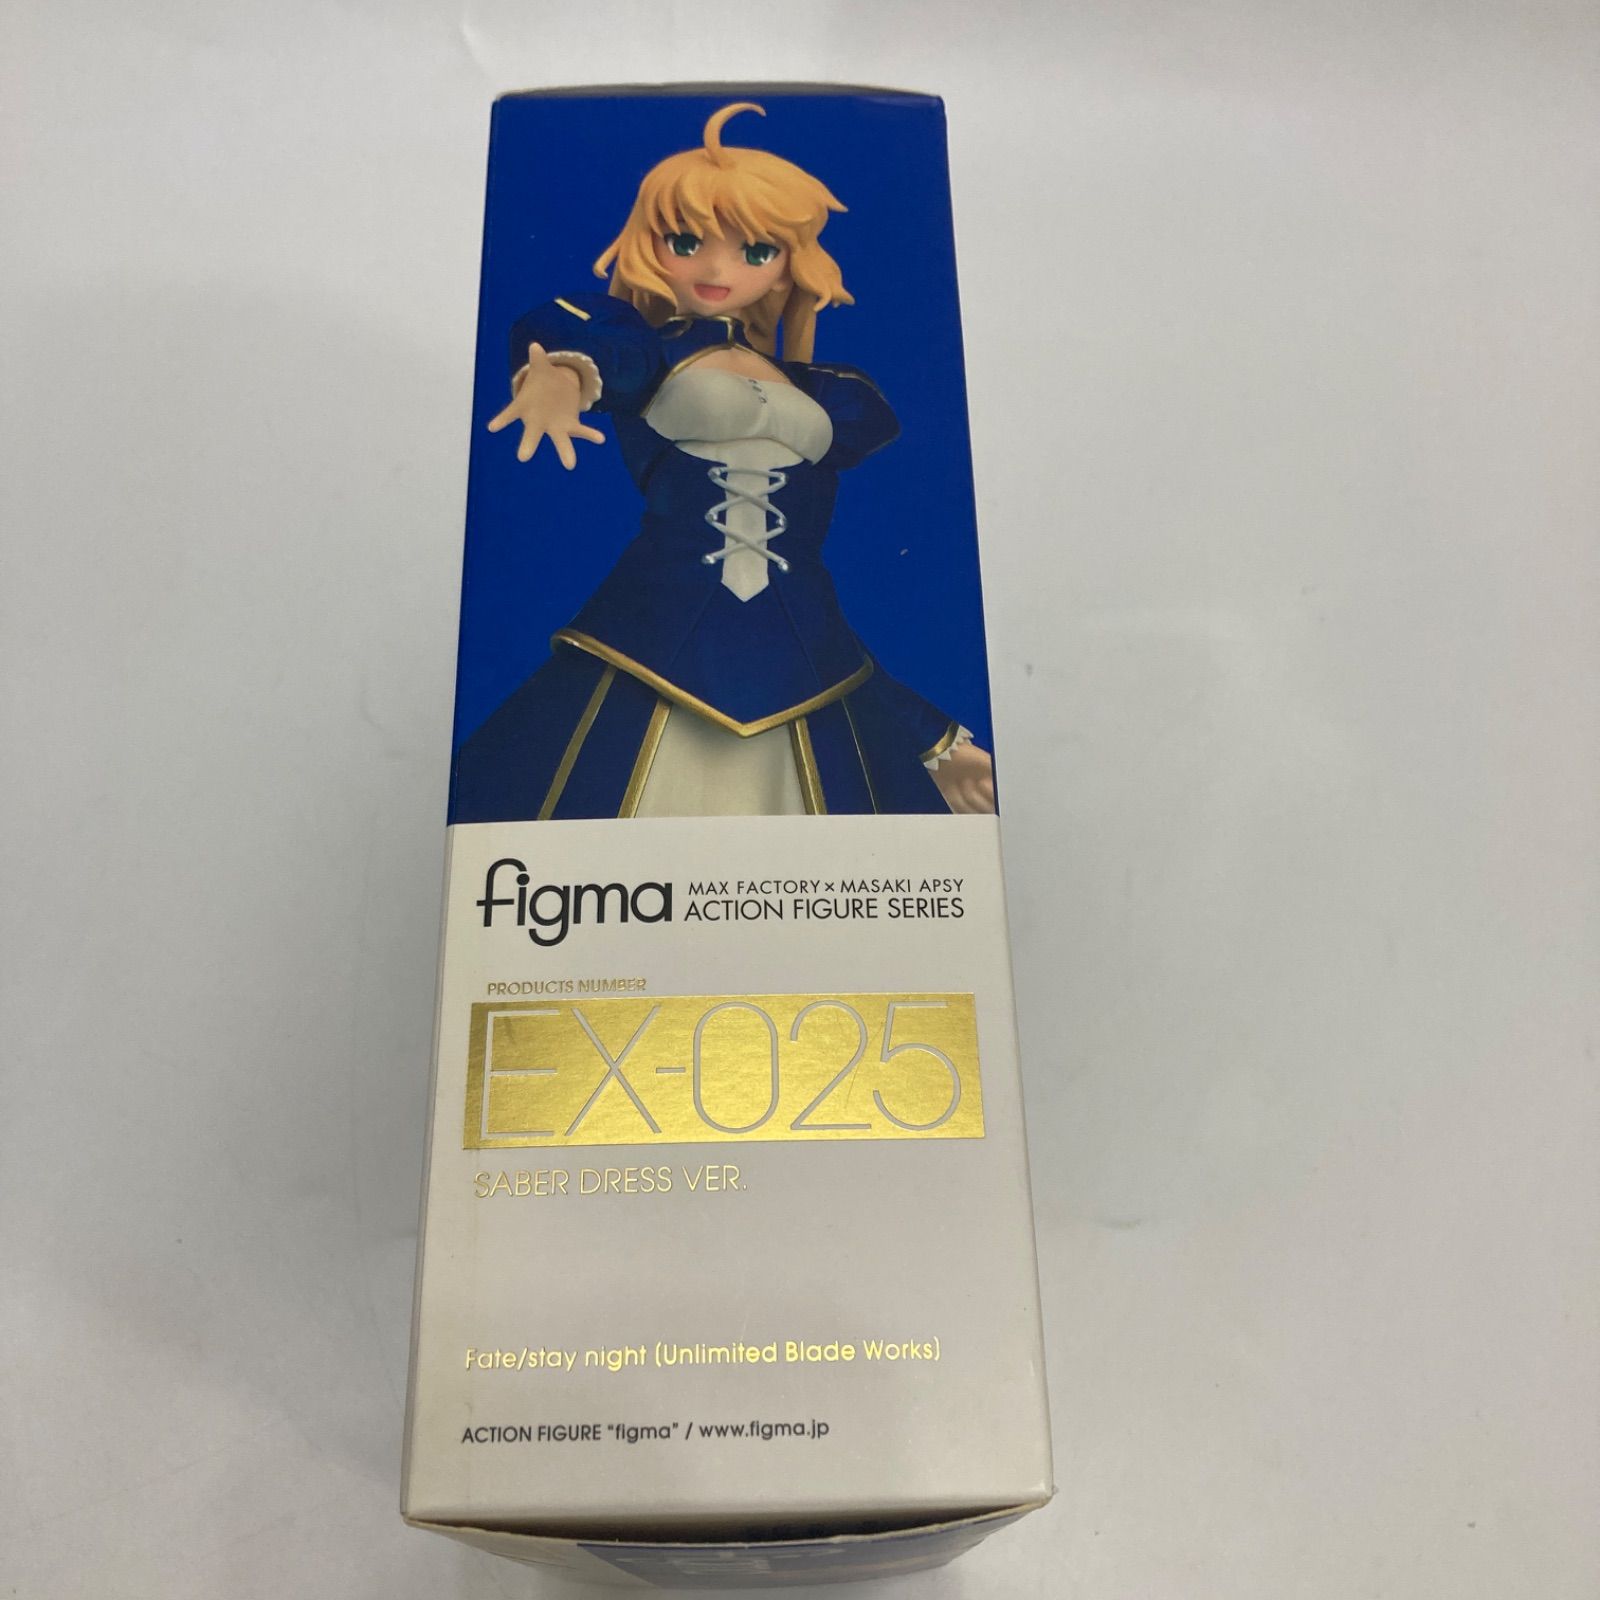 figma
MAX FACTORY×MASAKI APSY
ACTION FIGURE SERIES
PRODUCTS NUMBER
EX-025
SABER DRESS VER.
Fate/stay night (Unlimited Blade Works)
ACTION FIGURE "figma" / www.figma.jp